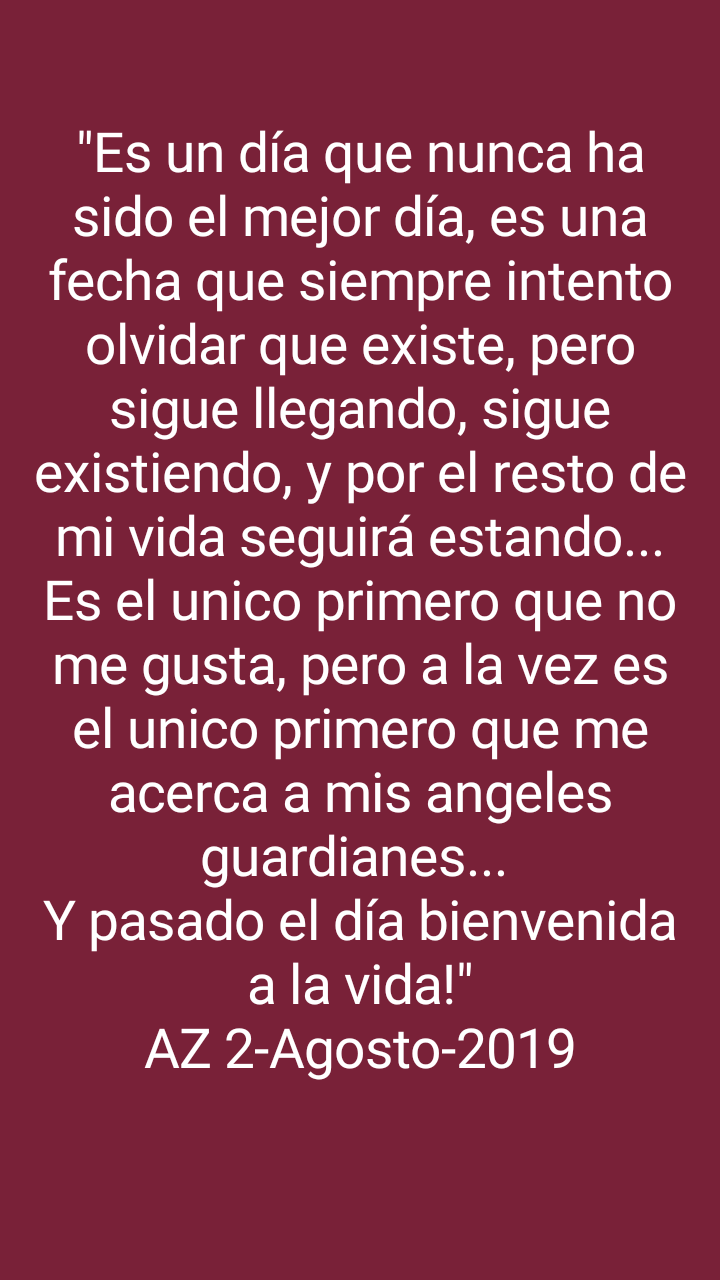 "Es un día que nunca ha
sido el mejor día, es una
fecha que siempre intento
olvidar que existe, pero
sigue llegando, sigue
existiendo, y por el resto de
mi vida seguirá estando...
Es el unico primero que no
me gusta, pero a la vez es
el unico primero que me
acerca a mis angeles
guardianes...
Y pasado el día bienvenida
a la vida!"
AZ 2-Agosto-2019